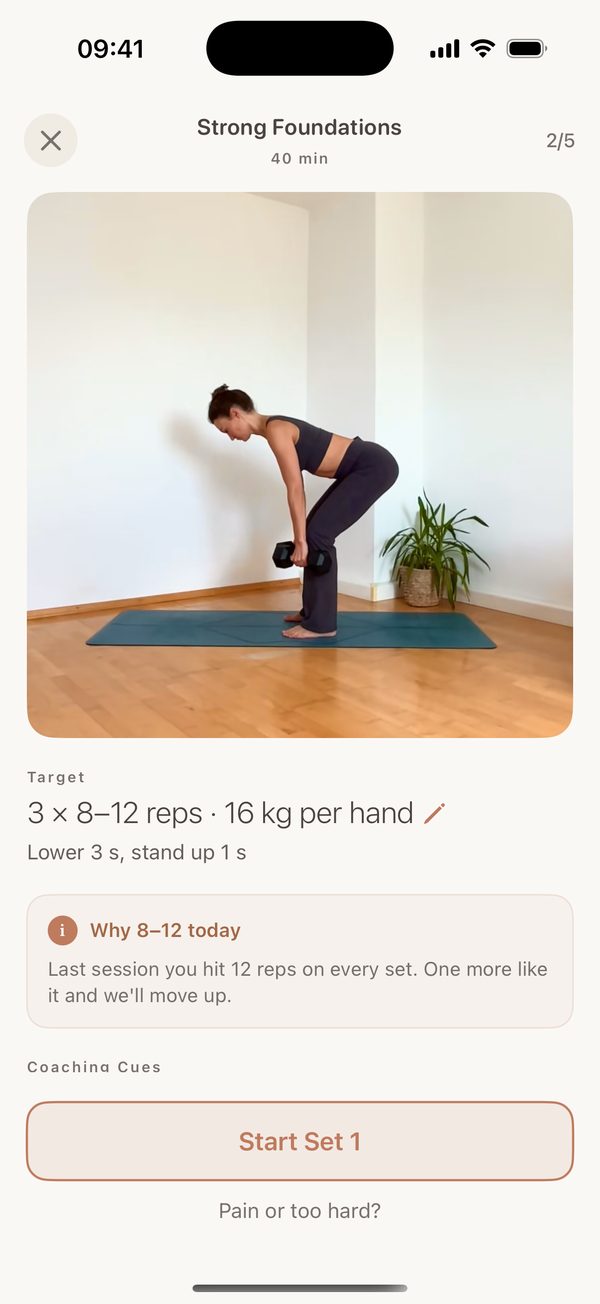 09:41
Strong Foundations
40 min
2/5
Target
3 × 8–12 reps · 16 kg per hand
Lower 3 s, stand up 1 s
i
Why 8–12 today
Last session you hit 12 reps on every set. One more like
it and we'll move up.
Coaching Cues
Start Set 1
Pain or too hard?